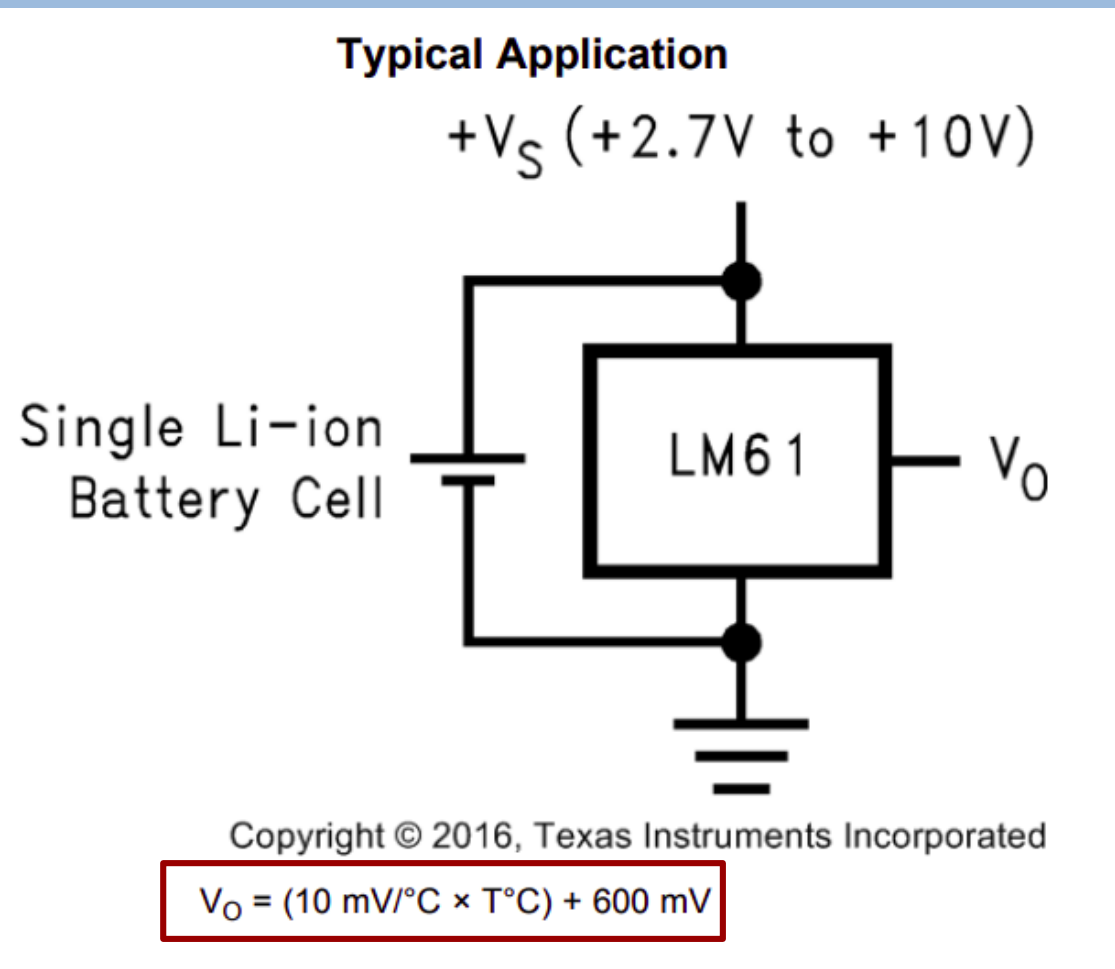 Typical Application
+VS (+2.7V to +10V)
Single Li-ion
Battery Cell
LM61
VO
Copyright © 2016, Texas Instruments Incorporated
VO = (10 mV/°C × T°C) + 600 mV